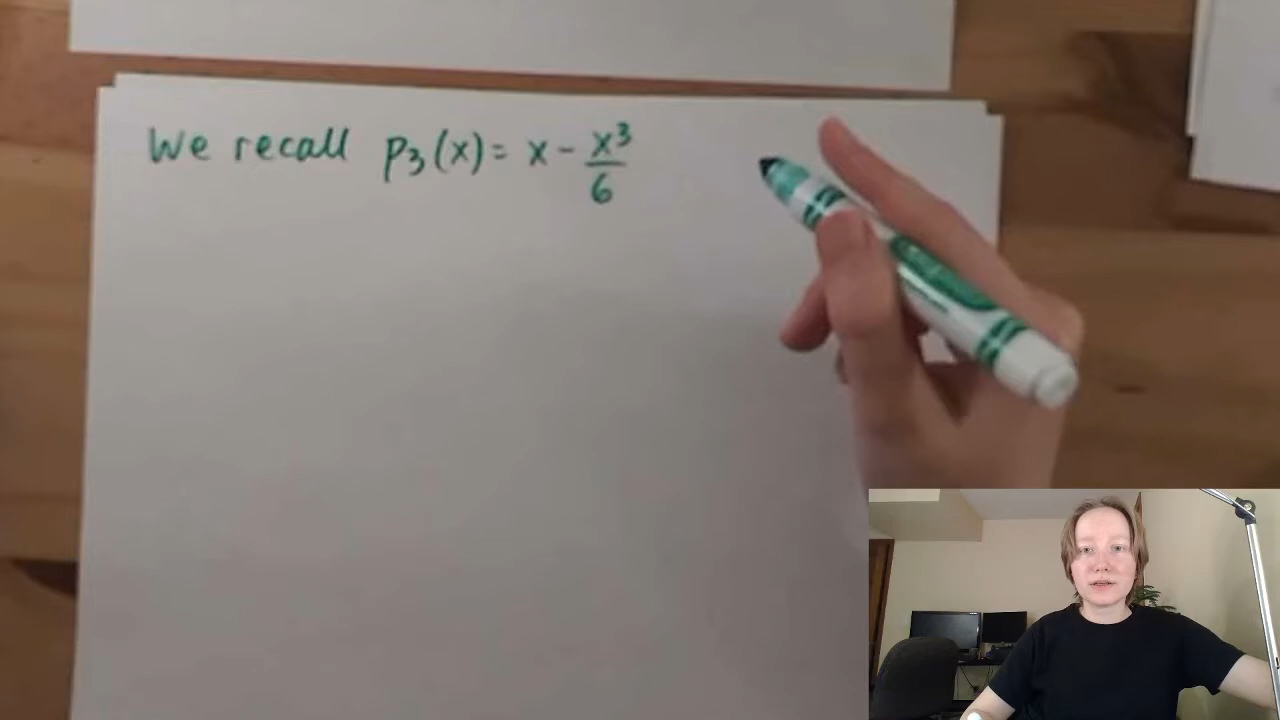 We recall p₃(x) = x - x³/6